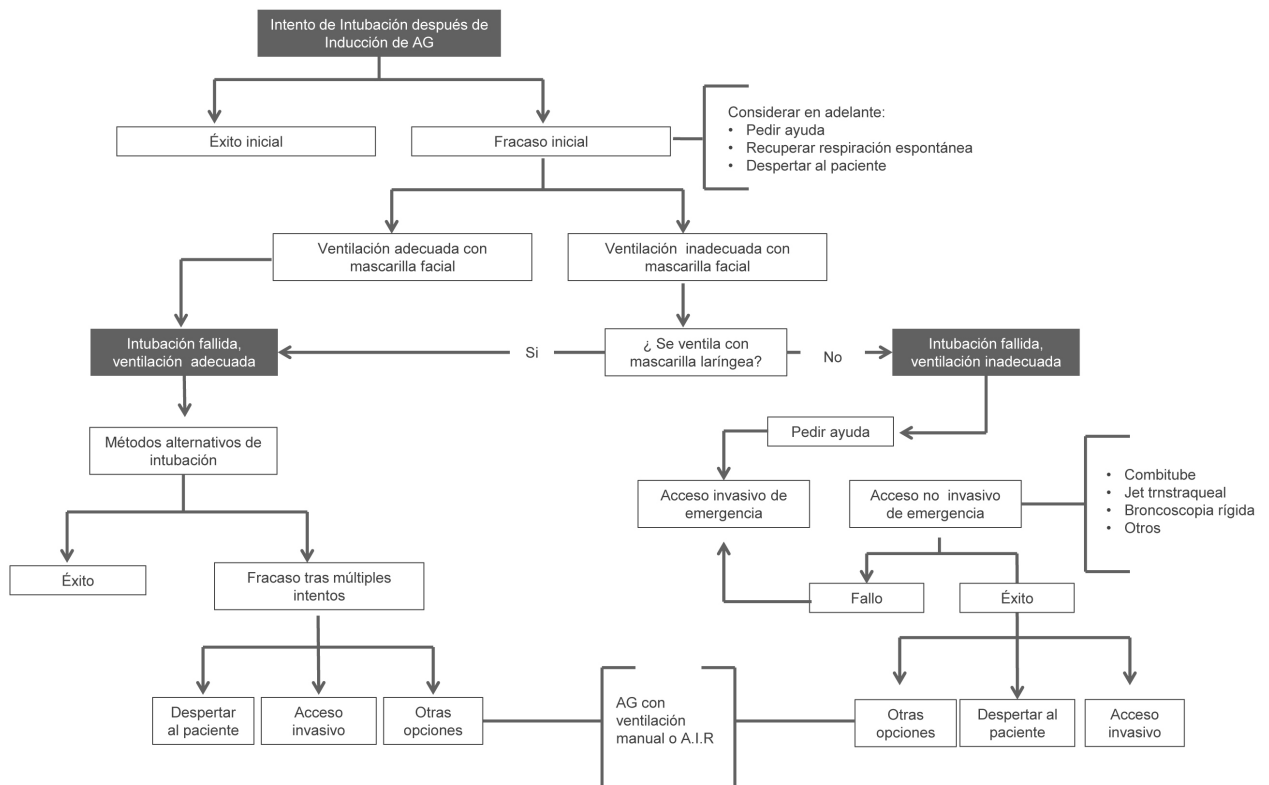 Intento de Intubación después de
Inducción de AG
Éxito inicial
Fracaso inicial
Considerar en adelante:
• Pedir ayuda
• Recuperar respiración espontánea
• Despertar al paciente
Ventilación adecuada con
mascarilla facial
Ventilación inadecuada con
mascarilla facial
Intubación fallida,
ventilación adecuada
Si
¿ Se ventila con
mascarilla laríngea?
No
Intubación fallida,
ventilación inadecuada
Pedir ayuda
Métodos alternativos de
intubación
Acceso invasivo de
emergencia
Acceso no invasivo
de emergencia
• Combitube
• Jet trnstraqueal
• Broncoscopia rígida
• Otros
Éxito
Fracaso tras múltiples
intentos
Fallo
Éxito
Despertar
al paciente
Acceso
invasivo
Otras
opciones
AG con
ventilación
manual o A.I.R
Otras
opciones
Despertar al
paciente
Acceso
invasivo